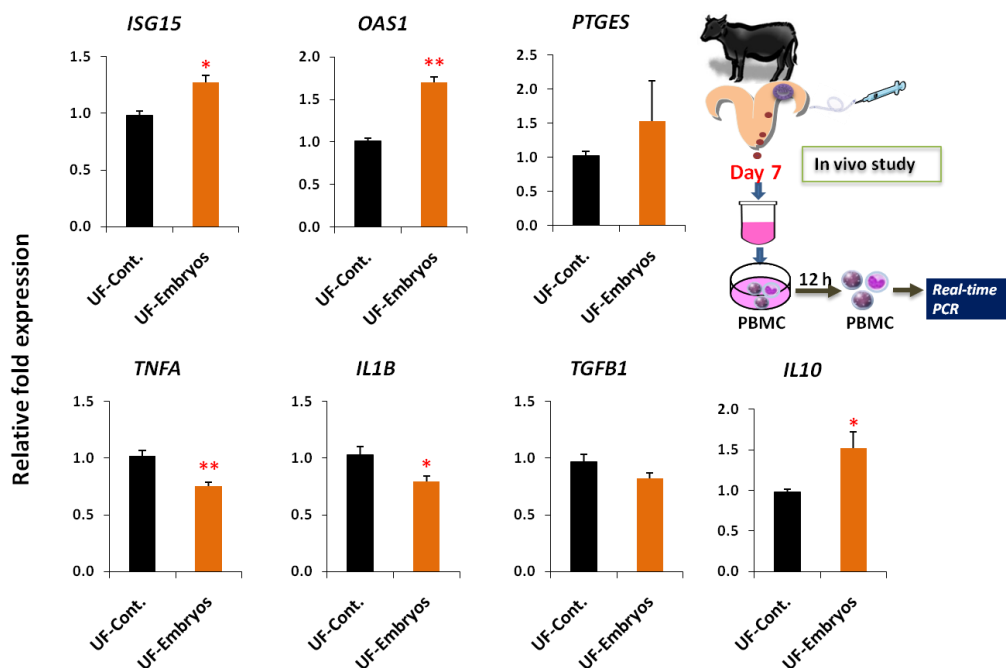 ISG15
1.5
1.0
0.5
0.0
*
UF-Cont.
UF-Embryos
OAS1
2.0
1.5
1.0
0.5
0.0
**
UF-Cont.
UF-Embryos
PTGES
2.5
2.0
1.5
1.0
0.5
0.0
UF-Cont.
UF-Embryos
Day 7
In vivo study
12 h
PBMC
PBMC
Real-time
PCR
Relative fold expression
TNFA
1.5
1.0
0.5
0.0
**
UF-Cont.
UF-Embryos
IL1B
1.5
1.0
0.5
0.0
*
UF-Cont.
UF-Embryos
TGFB1
1.5
1.0
0.5
0.0
UF-Cont.
UF-Embryos
IL10
2.0
1.5
1.0
0.5
0.0
*
UF-Cont.
UF-Embryos